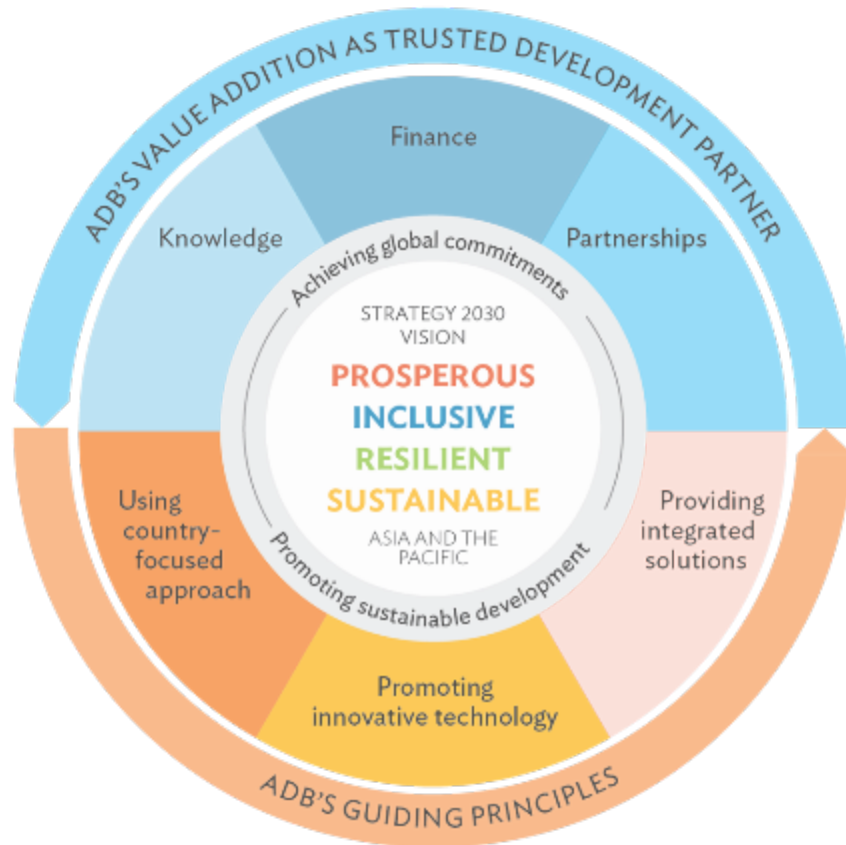 ADB'S VALUE ADDITION AS TRUSTED DEVELOPMENT PARTNER
Finance
Knowledge
Partnerships
Achieving global commitments
STRATEGY 2030
VISION
PROSPEROUS
INCLUSIVE
RESILIENT
SUSTAINABLE
ASIA AND THE
PACIFIC
Promoting sustainable development
Using
country-
focused
approach
Providing
integrated
solutions
Promoting
innovative technology
ADB'S GUIDING PRINCIPLES